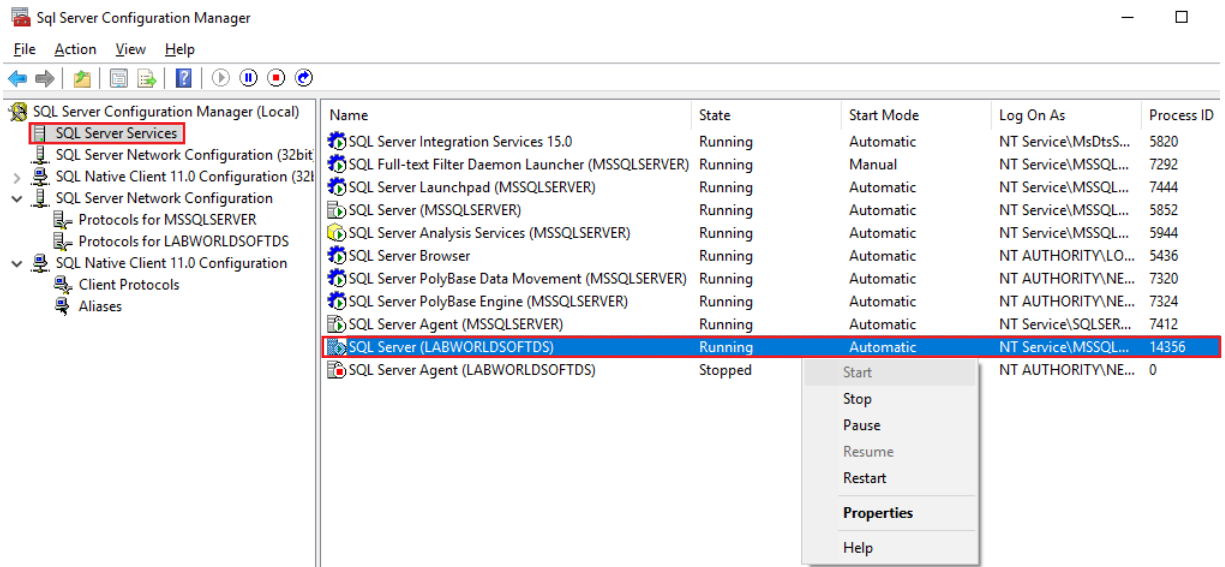 Sql Server Configuration Manager
File Action View Help
SQL Server Configuration Manager (Local)
SQL Server Services
SQL Server Network Configuration (32bit
SQL Native Client 11.0 Configuration (32b
SQL Server Network Configuration
Protocols for MSSQLSERVER
Protocols for LABWORLDSOFTDS
SQL Native Client 11.0 Configuration
Client Protocols
Aliases
Name State Start Mode Log On As Process ID
SQL Server Integration Services 15.0 Running Automatic NT Service\MsDtsS... 5820
SQL Full-text Filter Daemon Launcher (MSSQLSERVER) Running Manual NT Service\MSSQL... 7292
SQL Server Launchpad (MSSQLSERVER) Running Automatic NT Service\MSSQL... 7444
SQL Server (MSSQLSERVER) Running Automatic NT Service\MSSQL... 5852
SQL Server Analysis Services (MSSQLSERVER) Running Automatic NT Service\MSSQL... 5944
SQL Server Browser Running Automatic NT AUTHORITY\LO... 5436
SQL Server PolyBase Data Movement (MSSQLSERVER) Running Automatic NT AUTHORITY\NE... 7320
SQL Server PolyBase Engine (MSSQLSERVER) Running Automatic NT AUTHORITY\NE... 7324
SQL Server Agent (MSSQLSERVER) Running Automatic NT Service\SQLSER... 7412
SQL Server (LABWORLDSOFTDS) Running Automatic NT Service\MSSQL... 14356
SQL Server Agent (LABWORLDSOFTDS) Stopped NT AUTHORITY\NE... 0
Start
Stop
Pause
Resume
Restart
Properties
Help